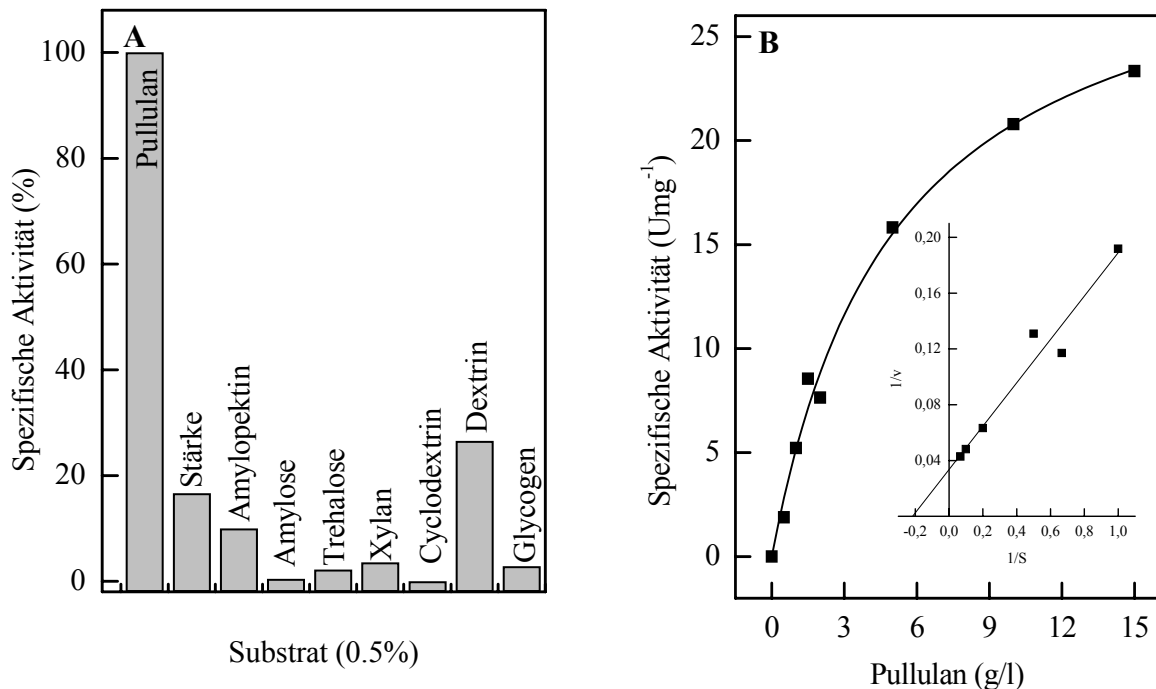 A
Spezifische Aktivität (%)
100
80
60
40
20
0
Pullulan
Stärke
Amylopektin
Amylose
Trehalose
Xylan
Cyclodextrin
Dextrin
Glycogen
Substrat (0.5%)
B
Spezifische Aktivität (Umg⁻¹)
25
20
15
10
5
0
0 3 6 9 12 15
Pullulan (g/l)
1/v
0,20
0,16
0,12
0,08
0,04
-0,2 0,0 0,2 0,4 0,6 0,8 1,0
1/S